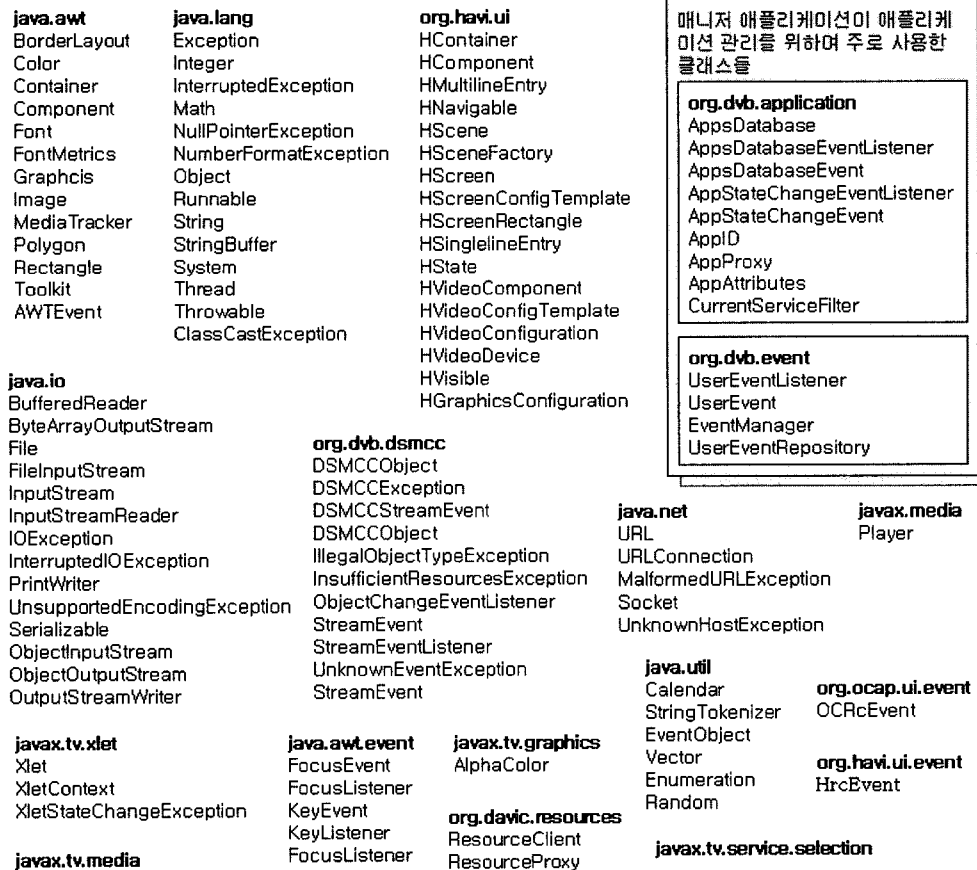 java.awt
BorderLayout
Color
Container
Component
Font
FontMetrics
Graphcis
Image
MediaTracker
Polygon
Rectangle
Toolkit
AWTEvent
java.lang
Exception
Integer
InterruptedException
Math
NullPointerException
NumberFormatException
Object
Runnable
String
StringBuffer
System
Thread
Throwable
ClassCastException
org.havi.ui
HContainer
HComponent
HMultilineEntry
HNavigable
HScene
HSceneFactory
HScreen
HScreenConfigTemplate
HScreenRectangle
HSinglelineEntry
HState
HVideoComponent
HVideoConfigTemplate
HVideoConfiguration
HVideoDevice
HVisible
HGraphicsConfiguration
매니저 애플리케이션이 애플리케
이션 관리를 위하여 주로 사용한
클래스들
org.dvb.application
AppsDatabase
AppsDatabaseEventListener
AppsDatabaseEvent
AppStateChangeEventListener
AppStateChangeEvent
AppID
AppProxy
AppAttributes
CurrentServiceFilter
org.dvb.event
UserEventListener
UserEvent
EventManager
UserEventRepository
java.io
BufferedReader
ByteArrayOutputStream
File
FileInputStream
InputStream
InputStreamReader
IOException
InterruptedIOException
PrintWriter
UnsupportedEncodingException
Serializable
ObjectInputStream
ObjectOutputStream
OutputStreamWriter
org.dvb.dsmcc
DSMCCObject
DSMCCException
DSMCCStreamEvent
DSMCCObject
IllegalObjectTypeException
InsufficientResourcesException
ObjectChangeEventListener
StreamEvent
StreamEventListener
UnknownEventException
StreamEvent
java.net
URL
URLConnection
MalformedURLException
Socket
UnknownHostException
javax.media
Player
java.util
Calendar
StringTokenizer
EventObject
Vector
Enumeration
Random
org.ocap.ui.event
OCRcEvent
org.havi.ui.event
HrcEvent
javax.tv.xlet
Xlet
XletContext
XletStateChangeException
java.awt.event
FocusEvent
FocusListener
KeyEvent
KeyListener
FocusListener
javax.tv.graphics
AlphaColor
org.davic.resources
ResourceClient
ResourceProxy
javax.tv.service.selection
javax.tv.media